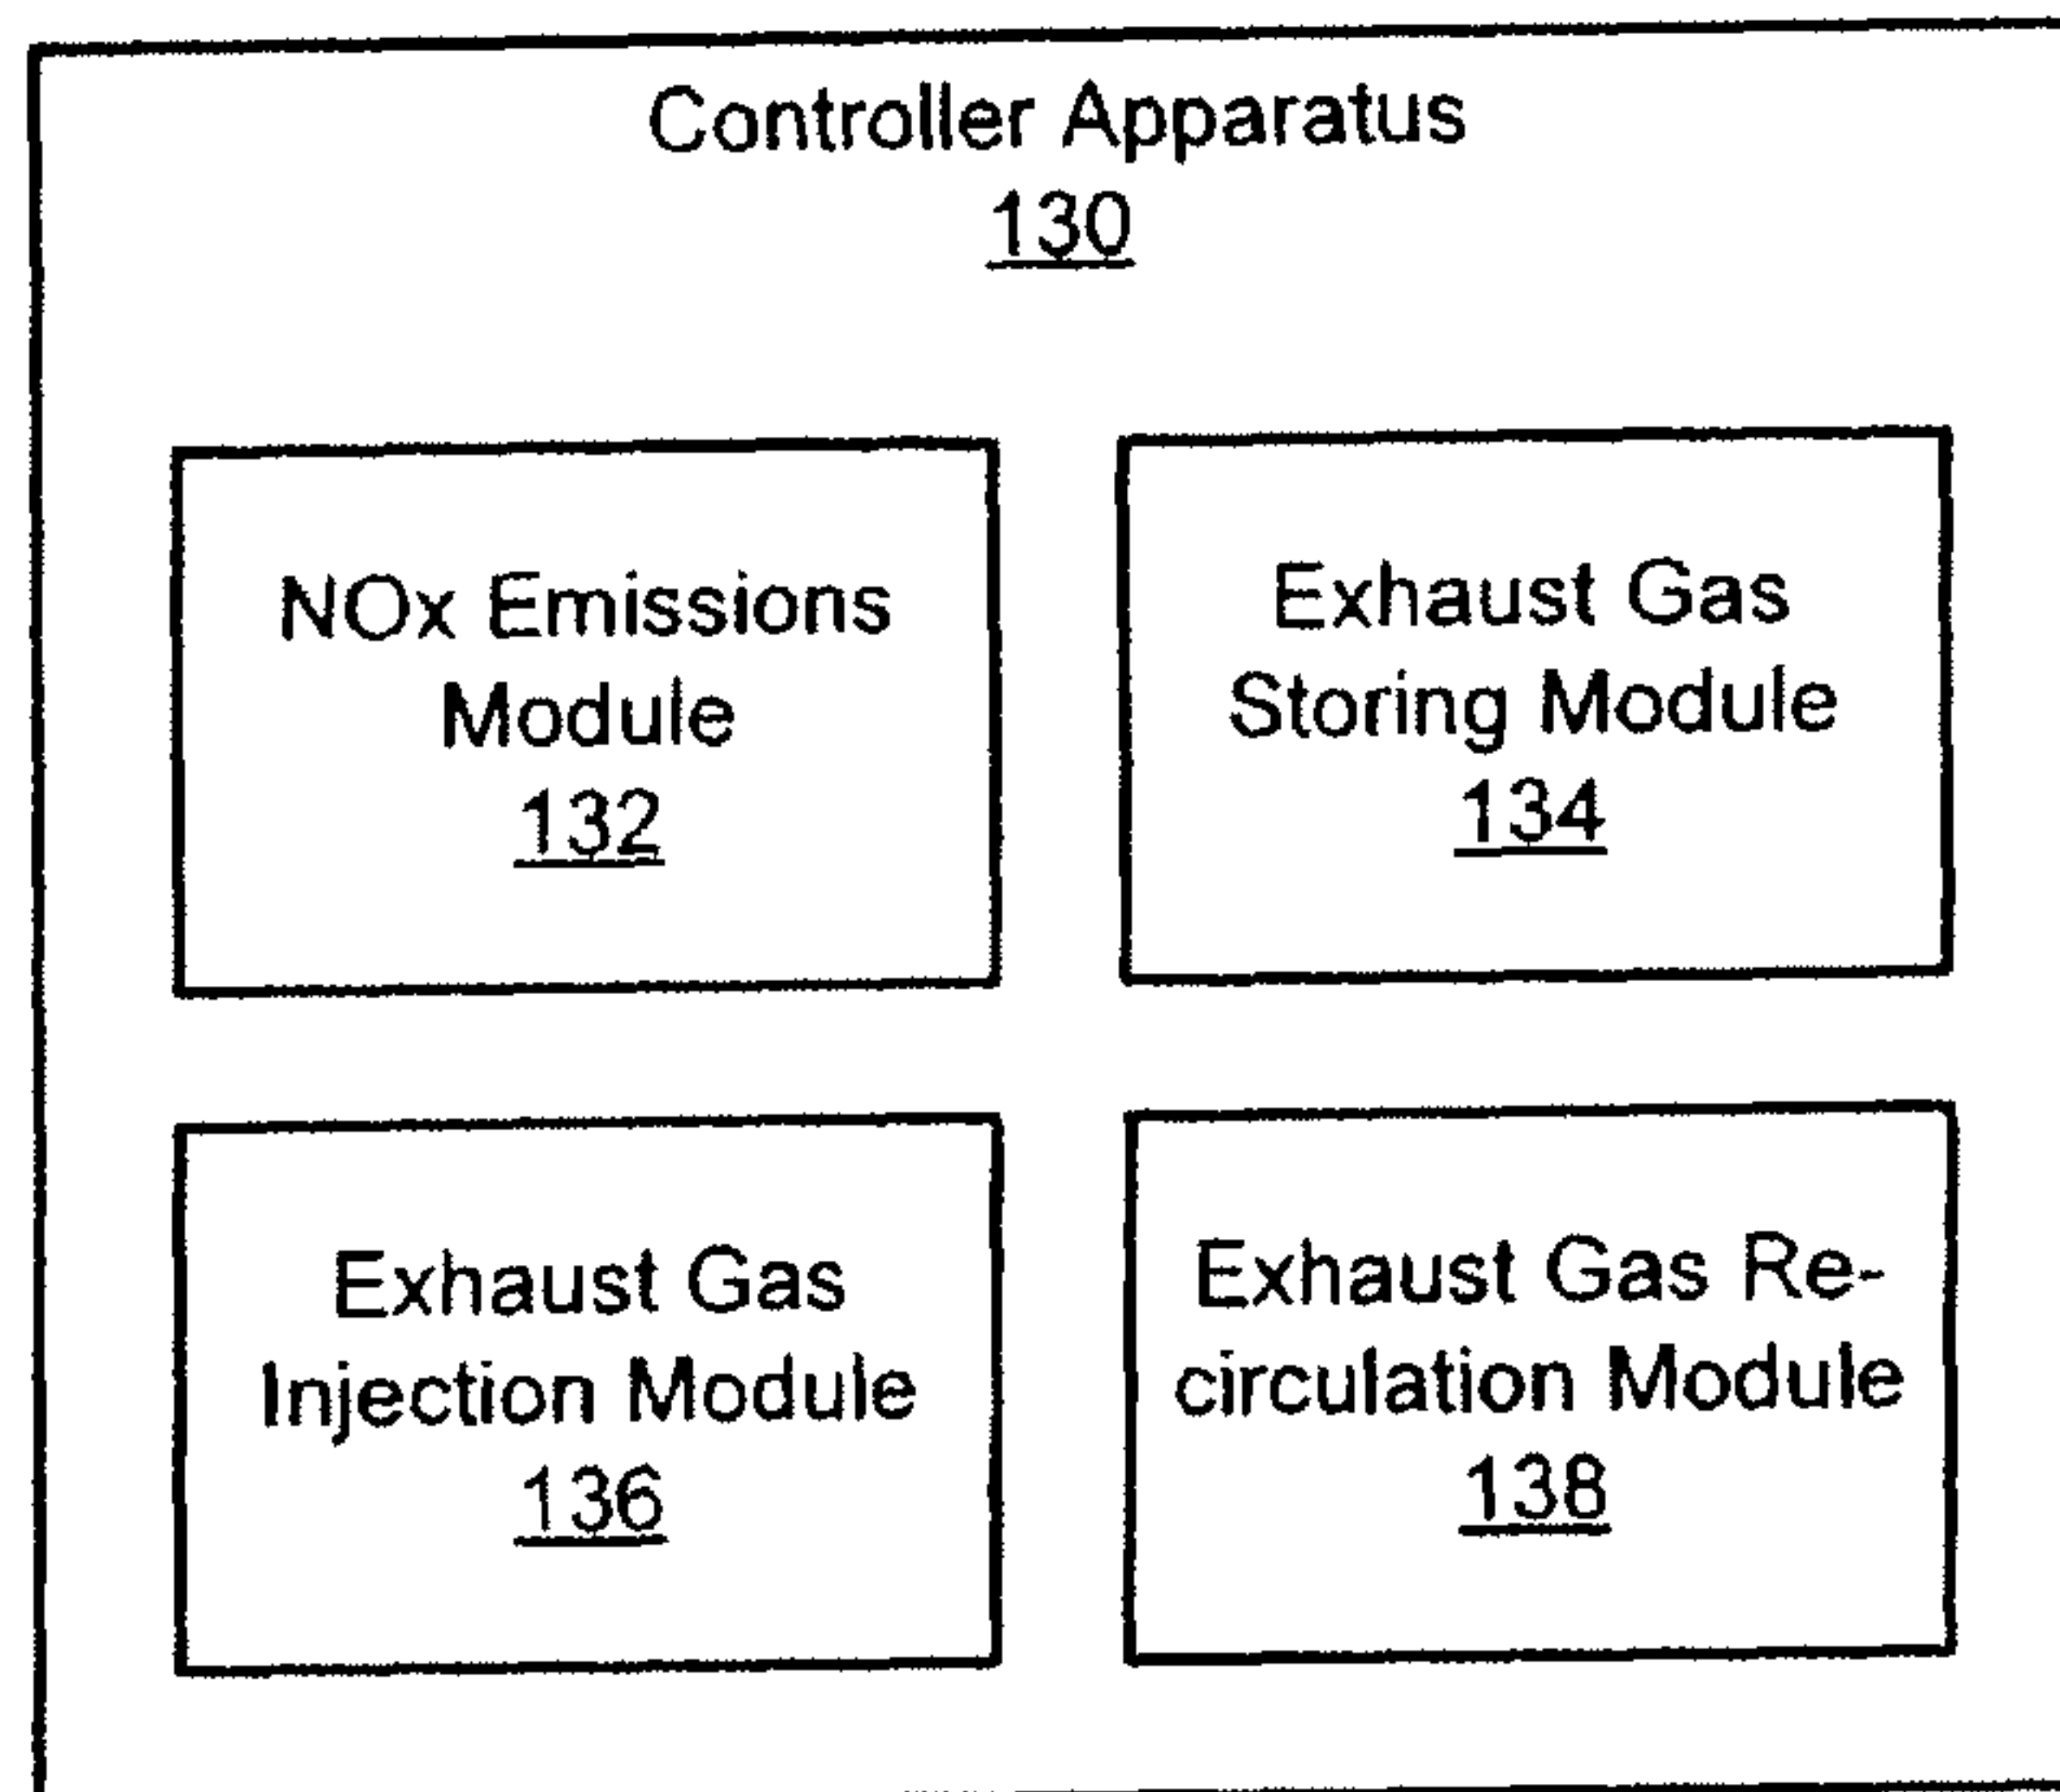 Controller Apparatus
130
NOx Emissions
Module
132
Exhaust Gas
Storing Module
134
Exhaust Gas
Injection Module
136
Exhaust Gas Re-
circulation Module
138